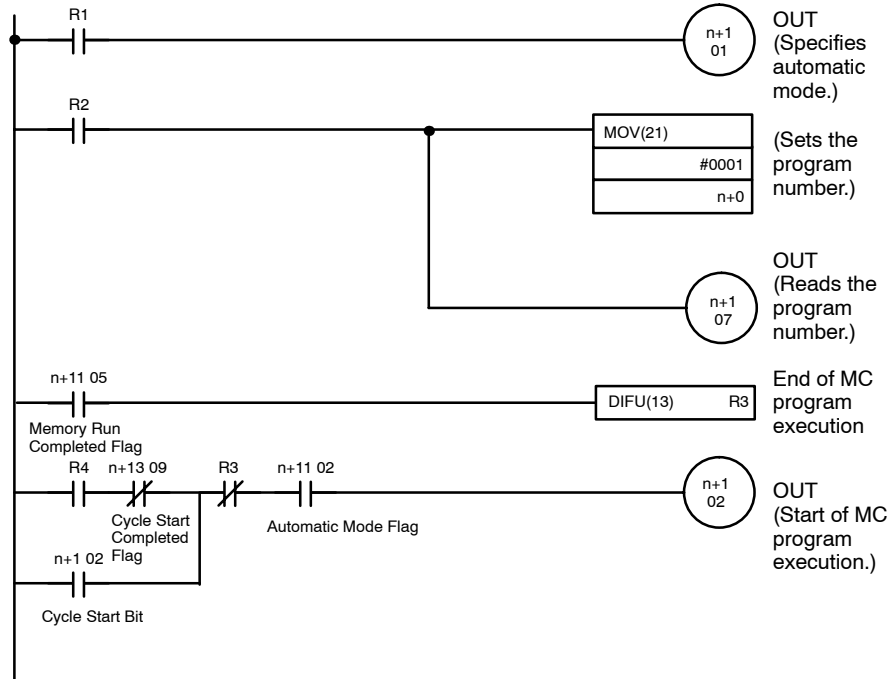 R1
n+1
01
OUT
(Specifies
automatic
mode.)
R2
MOV(21)
#0001
n+0
(Sets the
program
number.)
n+1
07
OUT
(Reads the
program
number.)
n+11 05
Memory Run
Completed Flag
DIFU(13) R3
End of MC
program
execution
R4 n+13 09 R3 n+11 02
Cycle Start
Completed
Flag
Automatic Mode Flag
n+1
02
OUT
(Start of MC
program
execution.)
n+1 02
Cycle Start Bit